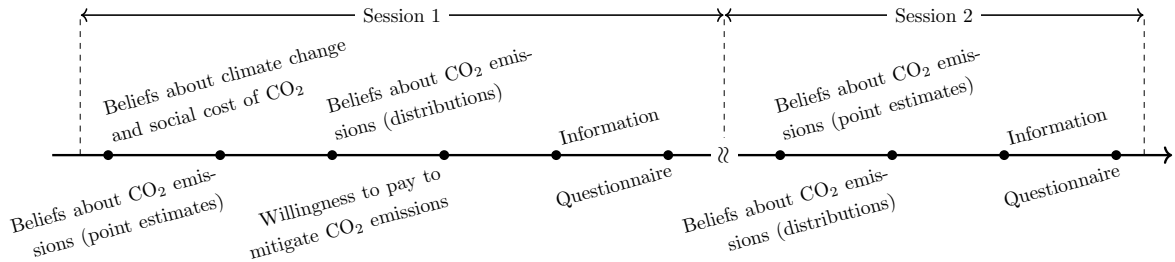 Session 1
Session 2
Beliefs about climate change
and social cost of CO₂
Beliefs about CO₂ emis-
sions (distributions)
Information
Beliefs about CO₂ emis-
sions (point estimates)
Information
Beliefs about CO₂ emis-
sions (point estimates)
Willingness to pay to
mitigate CO₂ emissions
Questionnaire
Beliefs about CO₂ emis-
sions (distributions)
Questionnaire